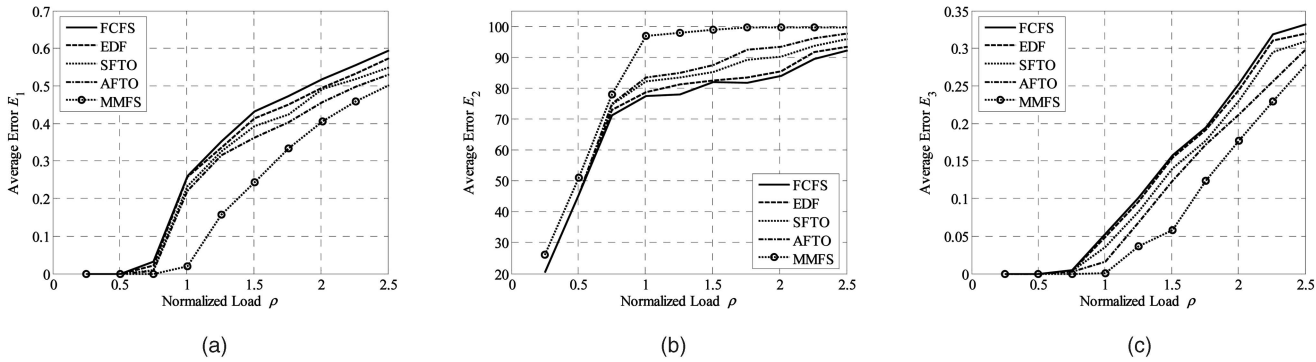 0.7
0.6
0.5
0.4
0.3
0.2
0.1
0
Average Error E1
FCFS
EDF
SFTO
AFTO
MMFS
0 0.5 1 1.5 2 2.5
Normalized Load ρ
(a)
100
90
80
70
60
50
40
30
20
Average Error E2
FCFS
EDF
SFTO
AFTO
MMFS
0 0.5 1 1.5 2 2.5
Normalized Load ρ
(b)
0.35
0.3
0.25
0.2
0.15
0.1
0.05
0
Average Error E3
FCFS
EDF
SFTO
AFTO
MMFS
0 0.5 1 1.5 2 2.5
Normalized Load ρ
(c)